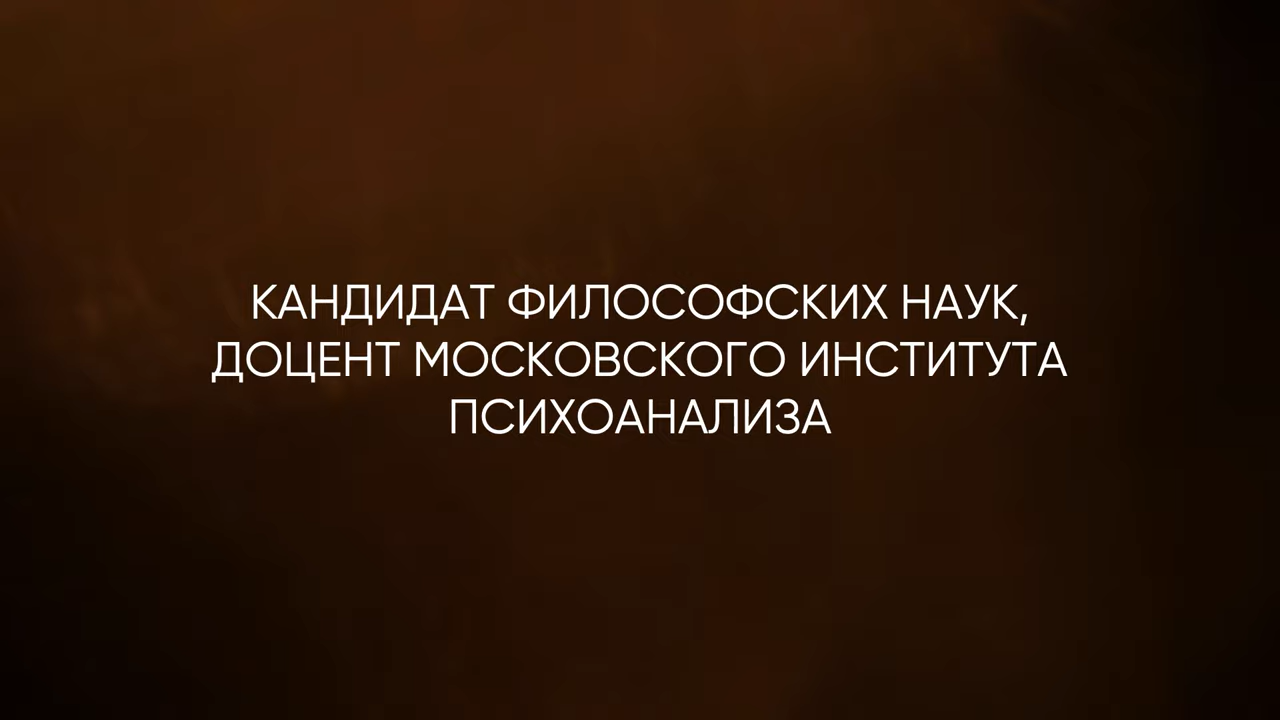 КАНДИДАТ ФИЛОСОФСКИХ НАУК,
ДОЦЕНТ МОСКОВСКОГО ИНСТИТУТА
ПСИХОАНАЛИЗА